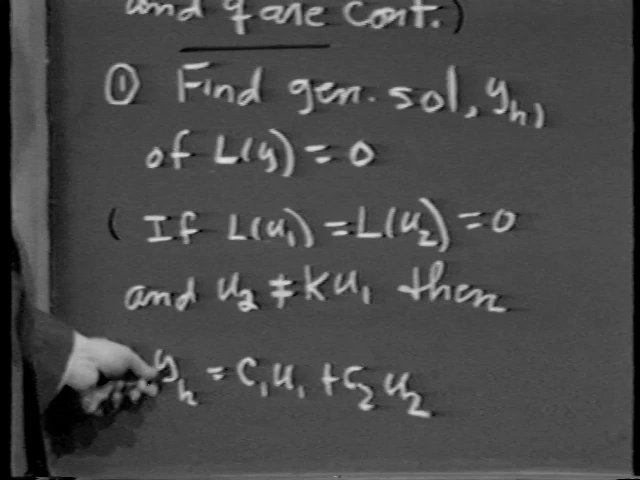 and q are Cont.)
① Find gen. sol, yₕ,
of L(y) = 0
(If L(u₁) = L(u₂) = 0
and u₂ ≠ ku₁ then
yₕ = C₁u₁ + C₂u₂